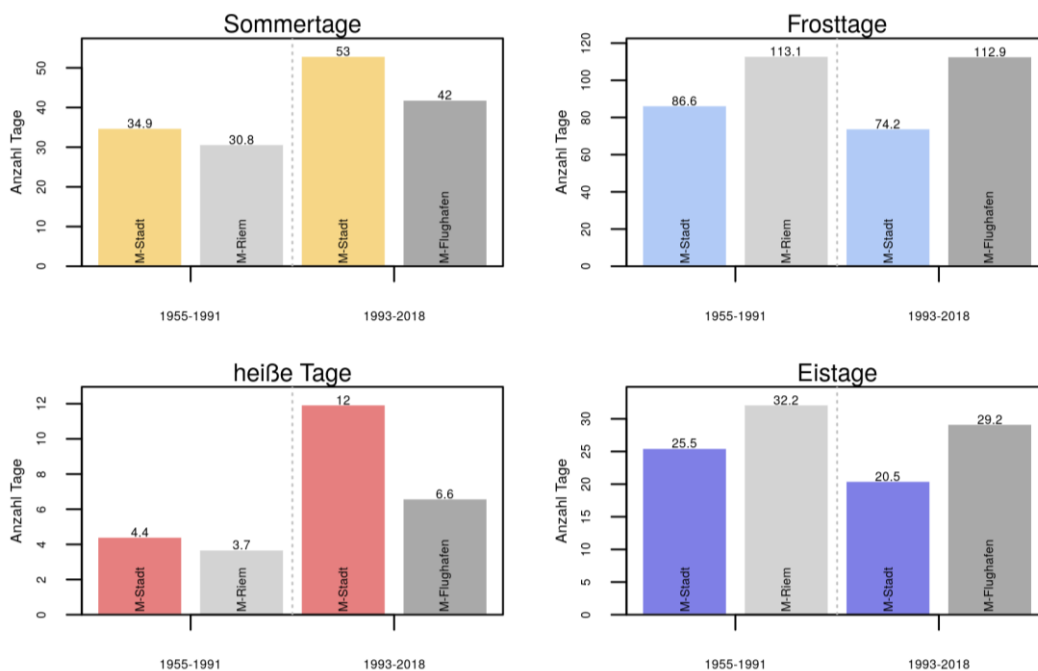 Sommertage
Anzahl Tage
0
10
20
30
40
50
34.9
30.8
53
42
M-Stadt
M-Riem
M-Stadt
M-Flughafen
1955-1991
1993-2018
Frosttage
Anzahl Tage
0
20
40
60
80
100
120
86.6
113.1
74.2
112.9
M-Stadt
M-Riem
M-Stadt
M-Flughafen
1955-1991
1993-2018
heiße Tage
Anzahl Tage
0
2
4
6
8
10
12
4.4
3.7
12
6.6
M-Stadt
M-Riem
M-Stadt
M-Flughafen
1955-1991
1993-2018
Eistage
Anzahl Tage
0
5
10
15
20
25
30
25.5
32.2
20.5
29.2
M-Stadt
M-Riem
M-Stadt
M-Flughafen
1955-1991
1993-2018